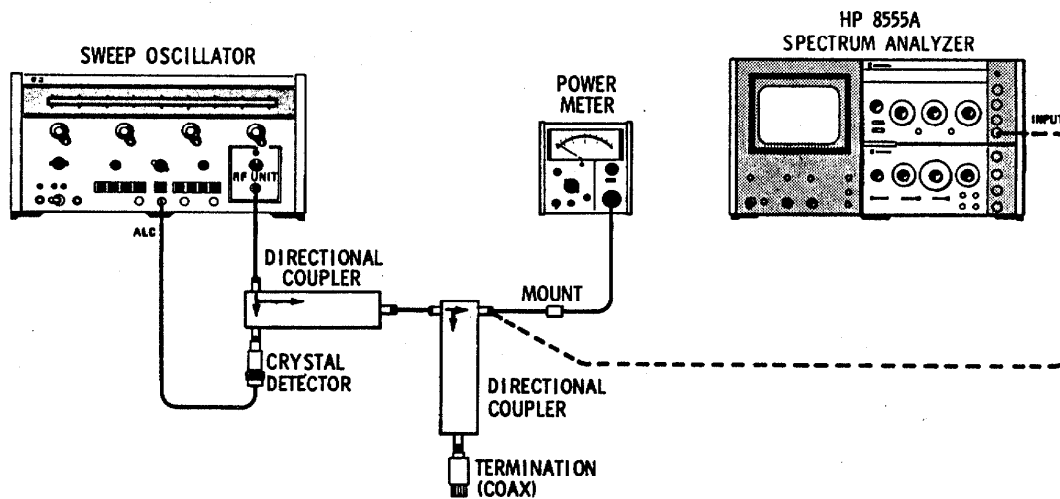 HP 8555A
SPECTRUM ANALYZER
SWEEP OSCILLATOR
POWER
METER
INPUT
RF UNIT
ALC
DIRECTIONAL
COUPLER
MOUNT
CRYSTAL
DETECTOR
DIRECTIONAL
COUPLER
TERMINATION
(COAX)